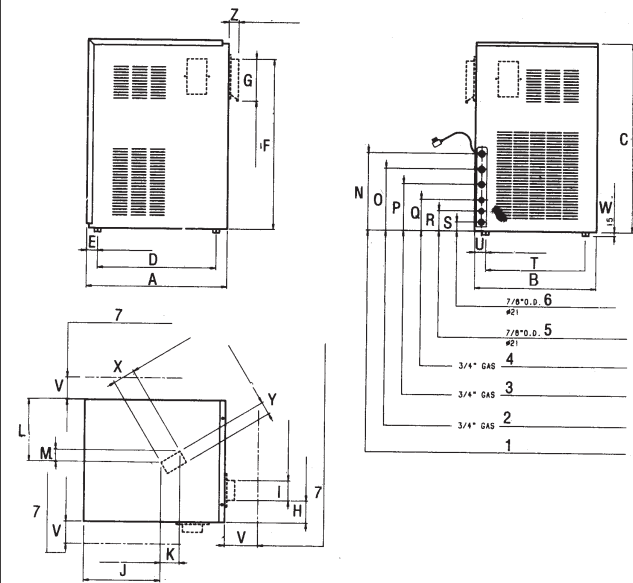 Z
G
F
E
D
A
C
N
O
P
Q
R
S
W
15
U
T
B
7/8"O.D. 6
ø21
7/8"O.D. 5
ø21
3/4" GAS 4
3/4" GAS 3
3/4" GAS 2
1
7
X
Y
V
L
M
I
H
7
7
V
V
K
J